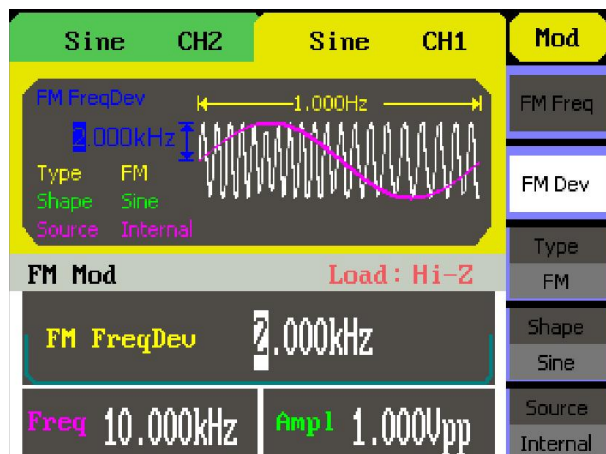 Sine CH2 Sine CH1 Mod
FM FreqDev
1.000Hz
2.000kHz
Type FM
Shape Sine
Source Internal
FM Mod Load: Hi-Z
FM FreqDev 2.000kHz
Freq 10.000kHz Ampl 1.000Vpp
FM Freq
FM Dev
Type
FM
Shape
Sine
Source
Internal